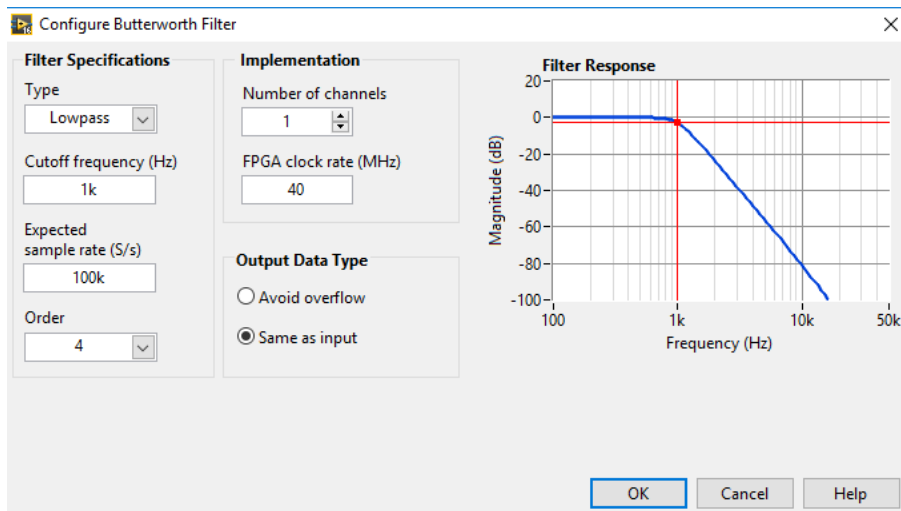 Configure Butterworth Filter
Filter Specifications
Type
Lowpass
Cutoff frequency (Hz)
1k
Expected
sample rate (S/s)
100k
Order
4
Implementation
Number of channels
1
FPGA clock rate (MHz)
40
Output Data Type
Avoid overflow
Same as input
Filter Response
Magnitude (dB)
20
0
-20
-40
-60
-80
-100
100
1k
10k
50k
Frequency (Hz)
OK
Cancel
Help